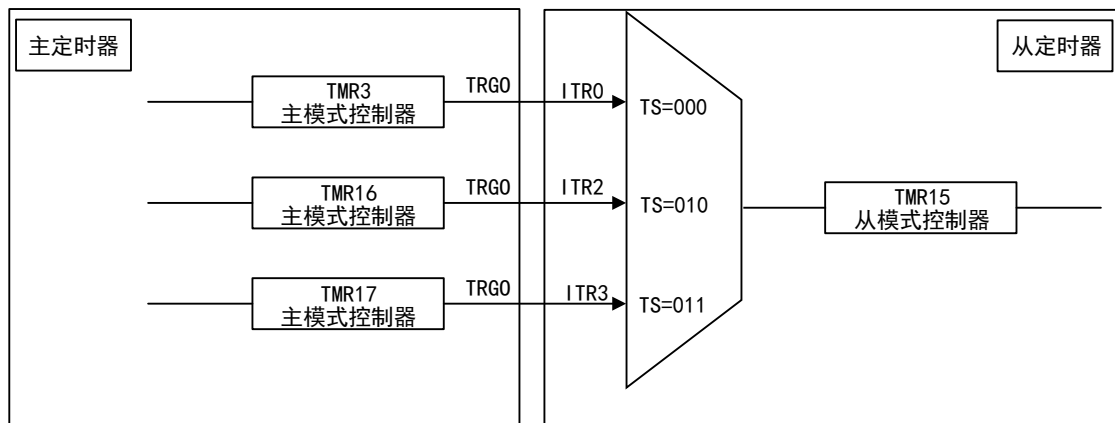 主定时器
从定时器
TMR3
主模式控制器
TRGO
ITR0
TS=000
TMR16
主模式控制器
TRGO
ITR2
TS=010
TMR15
从模式控制器
TMR17
主模式控制器
TRGO
ITR3
TS=011